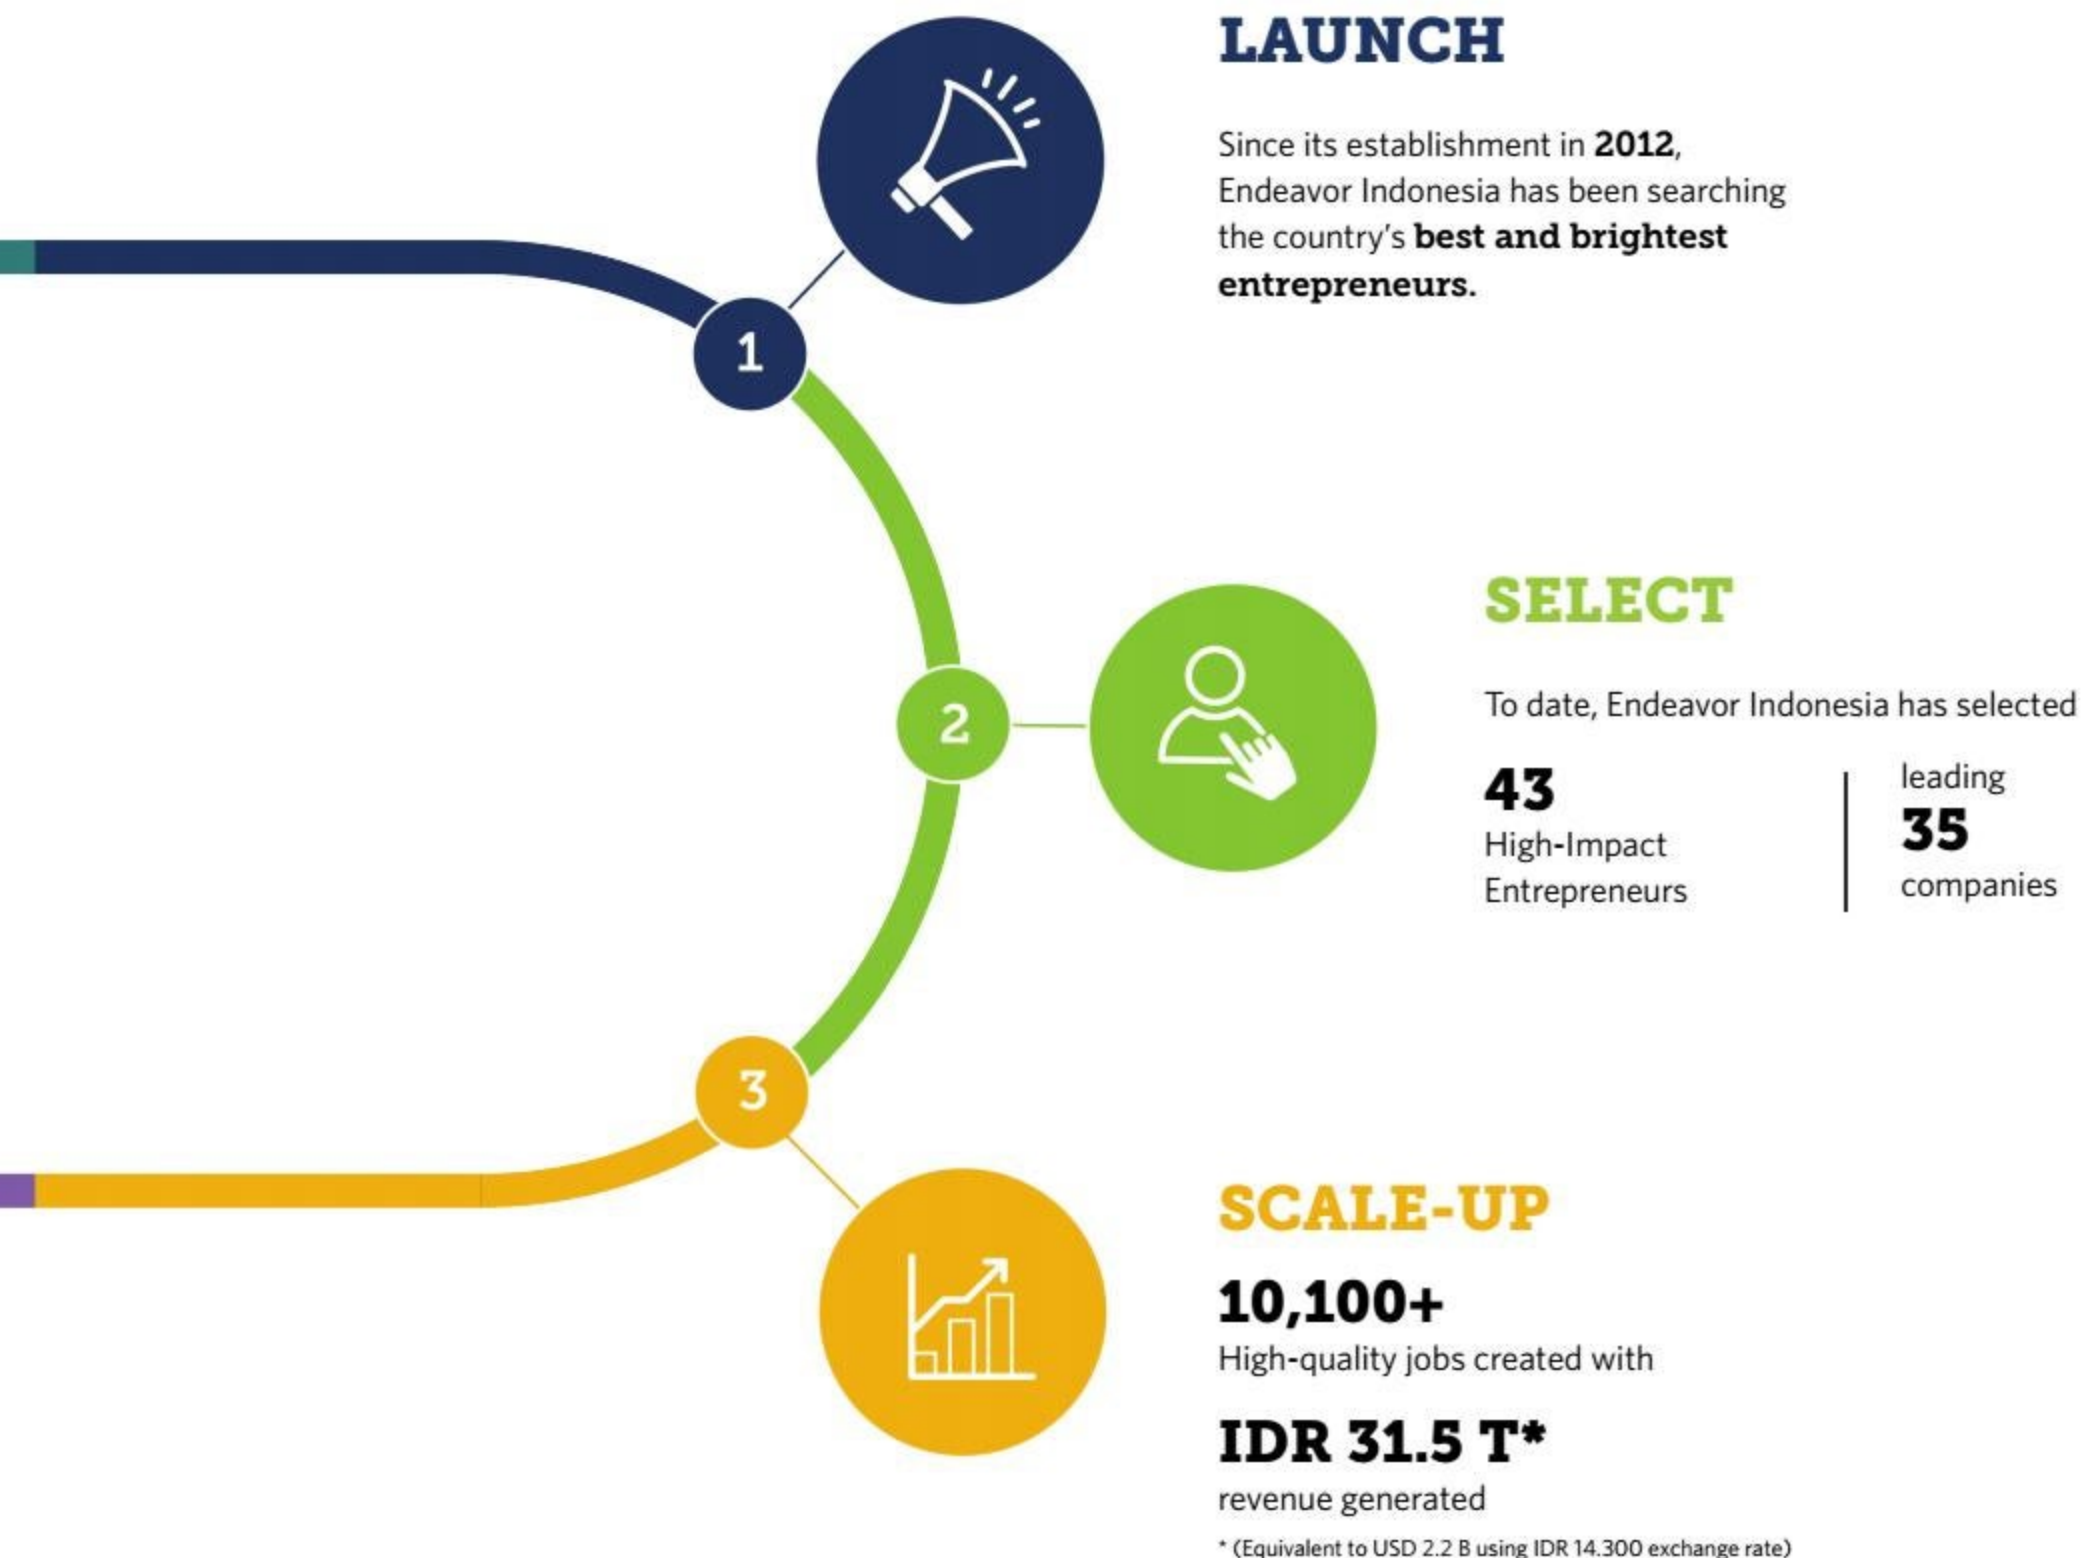 LAUNCH
Since its establishment in 2012,
Endeavor Indonesia has been searching
the country's best and brightest
entrepreneurs.
1
SELECT
To date, Endeavor Indonesia has selected
2
43
High-Impact
Entrepreneurs
leading
35
companies
3
SCALE-UP
10,100+
High-quality jobs created with
IDR 31.5 T*
revenue generated
* (Equivalent to USD 2.2 B using IDR 14.300 exchange rate)